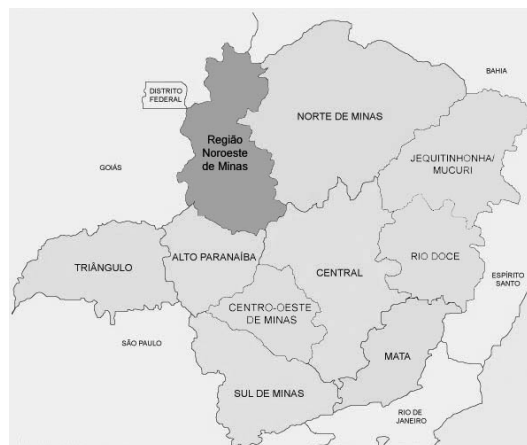 BAHIA
DISTRITO
FEDERAL
NORTE DE MINAS
Região
Noroeste
de Minas
JEQUITINHONHA/
MUCURI
GOIÁS
ALTO PARANAÍBA
RIO DOCE
TRIÂNGULO
CENTRAL
ESPÍRITO
SANTO
CENTRO-OESTE
DE MINAS
SÃO PAULO
MATA
SUL DE MINAS
RIO DE
JANEIRO